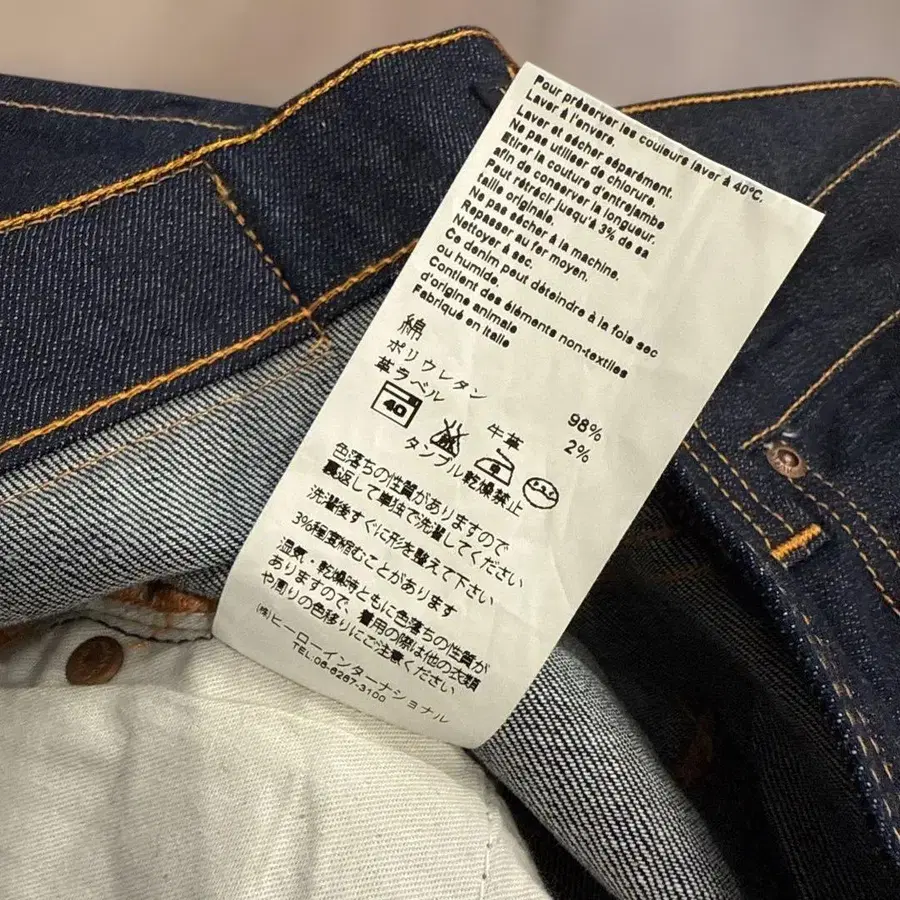 Pour préserver les couleurs laver à 40°C.
Laver à l'envers.
Laver et sécher séparément.
Ne pas utiliser de chlorure.
Etirer la couture d'entrejambe
afin de conserver la longueur.
Peut rétrécir jusqu'à 3% de sa
taille originale.
Ne pas sécher à la machine.
Repasser au fer moyen.
Nettoyer à sec.
Ce denim peut déteindre à la fois sec
ou humide.
Contient des éléments non-textiles
d'origine animale
Fabriqué en Italie
綿 98%
ポリウレタン 2%
革ラベル 牛革
40
タンブル乾燥禁止
色落ちの性質がありますので
裏返して単独で洗濯してください
洗濯後すぐに形を整えて下さい
3%程度縮むことがあります
湿気・乾燥時ともに色落ちの性質が
ありますので、着用の際は他の衣類
や周りの色移りにご注意ください
(株)ヒーローインターナショナル
TEL:06-6267-3100